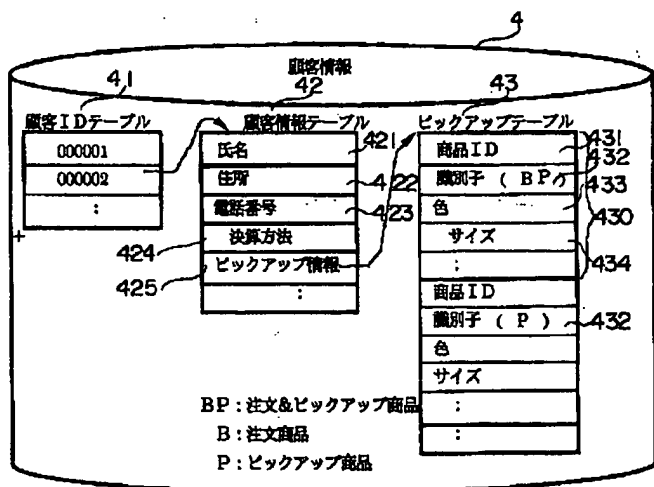 4
顧客情報
41
42
43
顧客IDテーブル
000001
000002
:
顧客情報テーブル
氏名
421
住所
422
電話番号
423
424
決算方法
425
ピックアップ情報
:
ピックアップテーブル
商品ID
431
識別子 ( BP )
432
色
433
430
サイズ
434
:
商品ID
識別子 ( P )
432
色
サイズ
:
:
BP:注文&ピックアップ商品
B:注文商品
P:ピックアップ商品